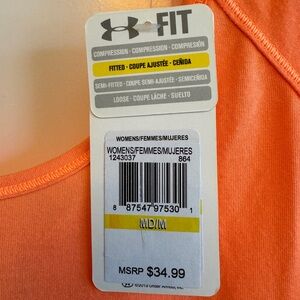 FIT
COMPRESSION · COMPRESSION · COMPRESIÓN
FITTED · COUPE AJUSTÉE · CEÑIDA
SEMI-FITTED · COUPE SEMI-AJUSTÉE · SEMICEÑIDA
LOOSE · COUPE LÂCHE · SUELTO
WOMENS/FEMMES/MUJERES
WOMENS/FEMMES/MUJERES
1243037 864
8 87547 97530 1
MD/M
MSRP $34.99